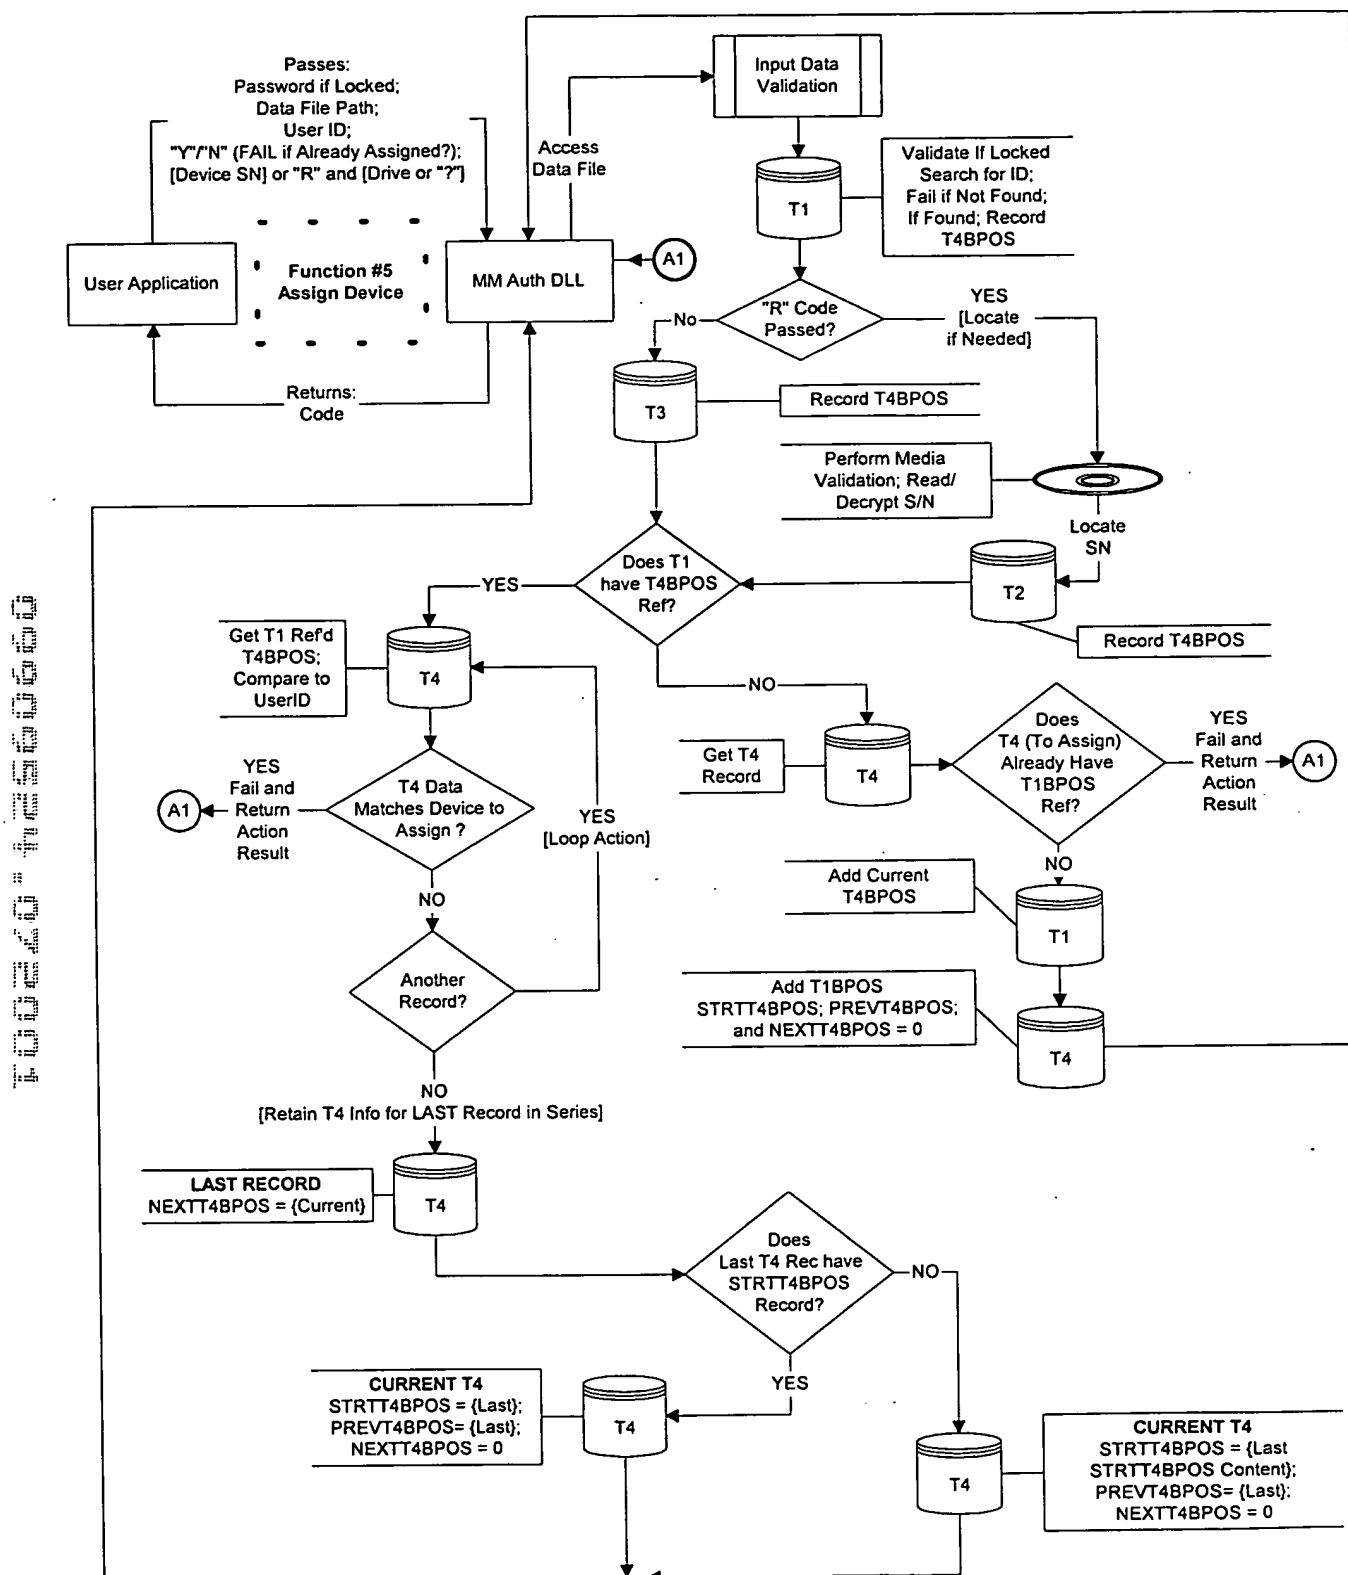 Passes:
Password if Locked;
Data File Path;
User ID;
"Y"/"N" (FAIL if Already Assigned?);
[Device SN] or "R" and [Drive or "?"]
User Application
Function #5
Assign Device
MM Auth DLL
A1
Returns:
Code
Access
Data File
Input Data
Validation
T1
Validate If Locked
Search for ID;
Fail if Not Found;
If Found; Record
T4BPOS
"R" Code
Passed?
No
YES
[Locate
if Needed]
T3
Record T4BPOS
Perform Media
Validation; Read/
Decrypt S/N
Locate
SN
T2
Record T4BPOS
Does T1
have T4BPOS
Ref?
YES
NO
Get T1 Ref'd
T4BPOS;
Compare to
UserID
T4
T4 Data
Matches Device to
Assign ?
YES
Fail and
Return
Action
Result
A1
YES
[Loop Action]
NO
Another
Record?
Get T4
Record
T4
Does
T4 (To Assign)
Already Have
T1BPOS
Ref?
YES
Fail and
Return
Action
Result
A1
NO
Add Current
T4BPOS
T1
Add T1BPOS
STRTT4BPOS; PREVT4BPOS;
and NEXTT4BPOS = 0
T4
NO
[Retain T4 Info for LAST Record in Series]
LAST RECORD
NEXTT4BPOS = {Current}
T4
Does
Last T4 Rec have
STRTT4BPOS
Record?
NO
YES
CURRENT T4
STRTT4BPOS = {Last};
PREVT4BPOS= {Last};
NEXTT4BPOS = 0
T4
T4
CURRENT T4
STRTT4BPOS = {Last
STRTT4BPOS Content};
PREVT4BPOS= {Last};
NEXTT4BPOS = 0